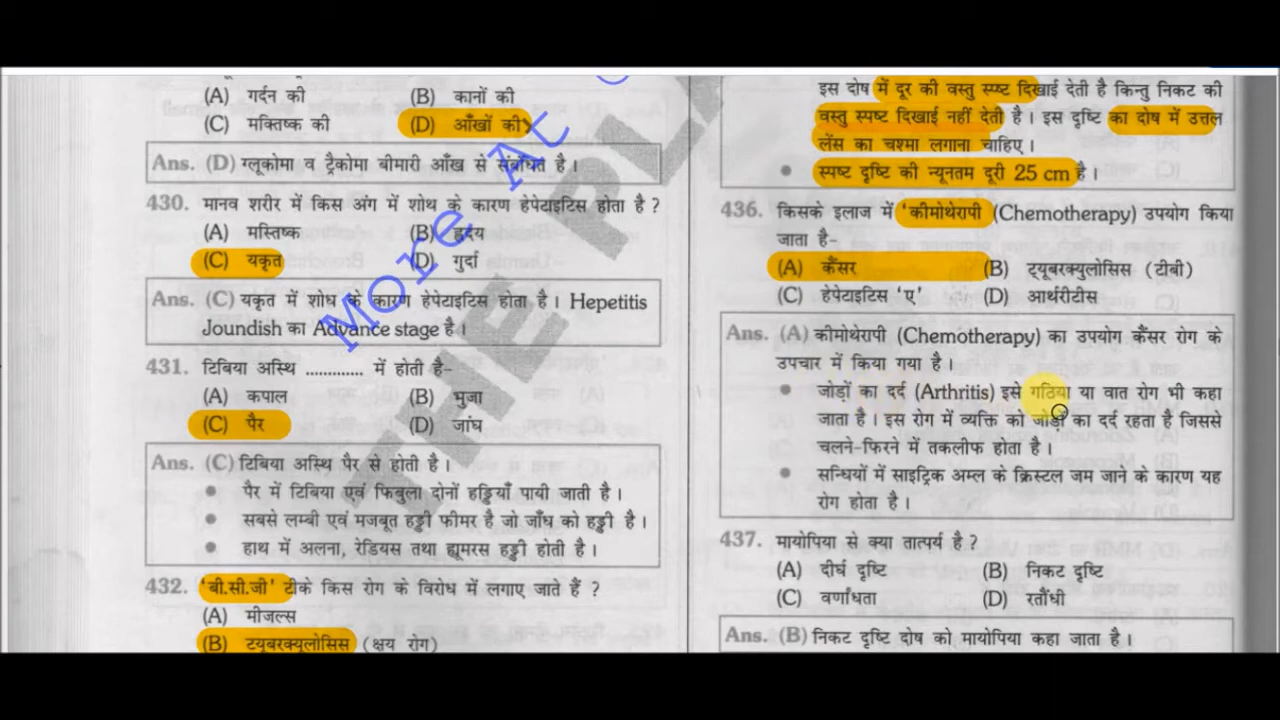 (A) गर्दन की (B) कानों की
(C) मक्तिष्क की (D) आँखों की
Ans. (D) ग्लूकोमा व ट्रैकोमा बीमारी आँख से संबंधित है।
430. मानव शरीर में किस अंग में शोथ के कारण हेपेटाइटिस होता है ?
(A) मस्तिष्क (B) हृदय
(C) यकृत (D) गुर्दा
Ans. (C) यकृत में शोध के कारण हेपेटाइटिस होता है। Hepetitis
Joundish का Advance stage है।
431. टिबिया अस्थि ............. में होती है-
(A) कपाल (B) भुजा
(C) पैर (D) जांघ
Ans. (C) टिबिया अस्थि पैर से होती है।
• पैर में टिबिया एवं फिबुला दोनों हड्डियाँ पायी जाती है।
• सबसे लम्बी एवं मजबूत हड्डी फीमर है जो जाँघ को हड्डी है।
• हाथ में अलना, रेडियस तथा ह्यूमरस हड्डी होती है।
432. 'बी.सी.जी' टीके किस रोग के विरोध में लगाए जाते हैं ?
(A) मीजल्स
(B) ट्यूबरक्यूलोसिस (क्षय रोग)
इस दोष में दूर की वस्तु स्पष्ट दिखाई देती है किन्तु निकट की
वस्तु स्पष्ट दिखाई नहीं देती है। इस दृष्टि का दोष में उत्तल
लेंस का चश्मा लगाना चाहिए।
• स्पष्ट दृष्टि की न्यूनतम दूरी 25 cm है।
436. किसके इलाज में 'कीमोथेरापी (Chemotherapy) उपयोग किया
जाता है-
(A) कैंसर (B) ट्यूबरक्युलोसिस (टीबी)
(C) हेपेटाइटिस 'ए' (D) आर्थरीटीस
Ans. (A) कीमोथेरापी (Chemotherapy) का उपयोग कैंसर रोग के
उपचार में किया गया है।
• जोड़ों का दर्द (Arthritis) इसे गठिया या वात रोग भी कहा
जाता है। इस रोग में व्यक्ति को जोड़ों का दर्द रहता है जिससे
चलने-फिरने में तकलीफ होता है।
• सन्धियों में साइट्रिक अम्ल के क्रिस्टल जम जाने के कारण यह
रोग होता है।
437. मायोपिया से क्या तात्पर्य है ?
(A) दीर्घ दृष्टि (B) निकट दृष्टि
(C) वर्णांधता (D) रतौंधी
Ans. (B) निकट दृष्टि दोष को मायोपिया कहा जाता है।
More At
THE PL